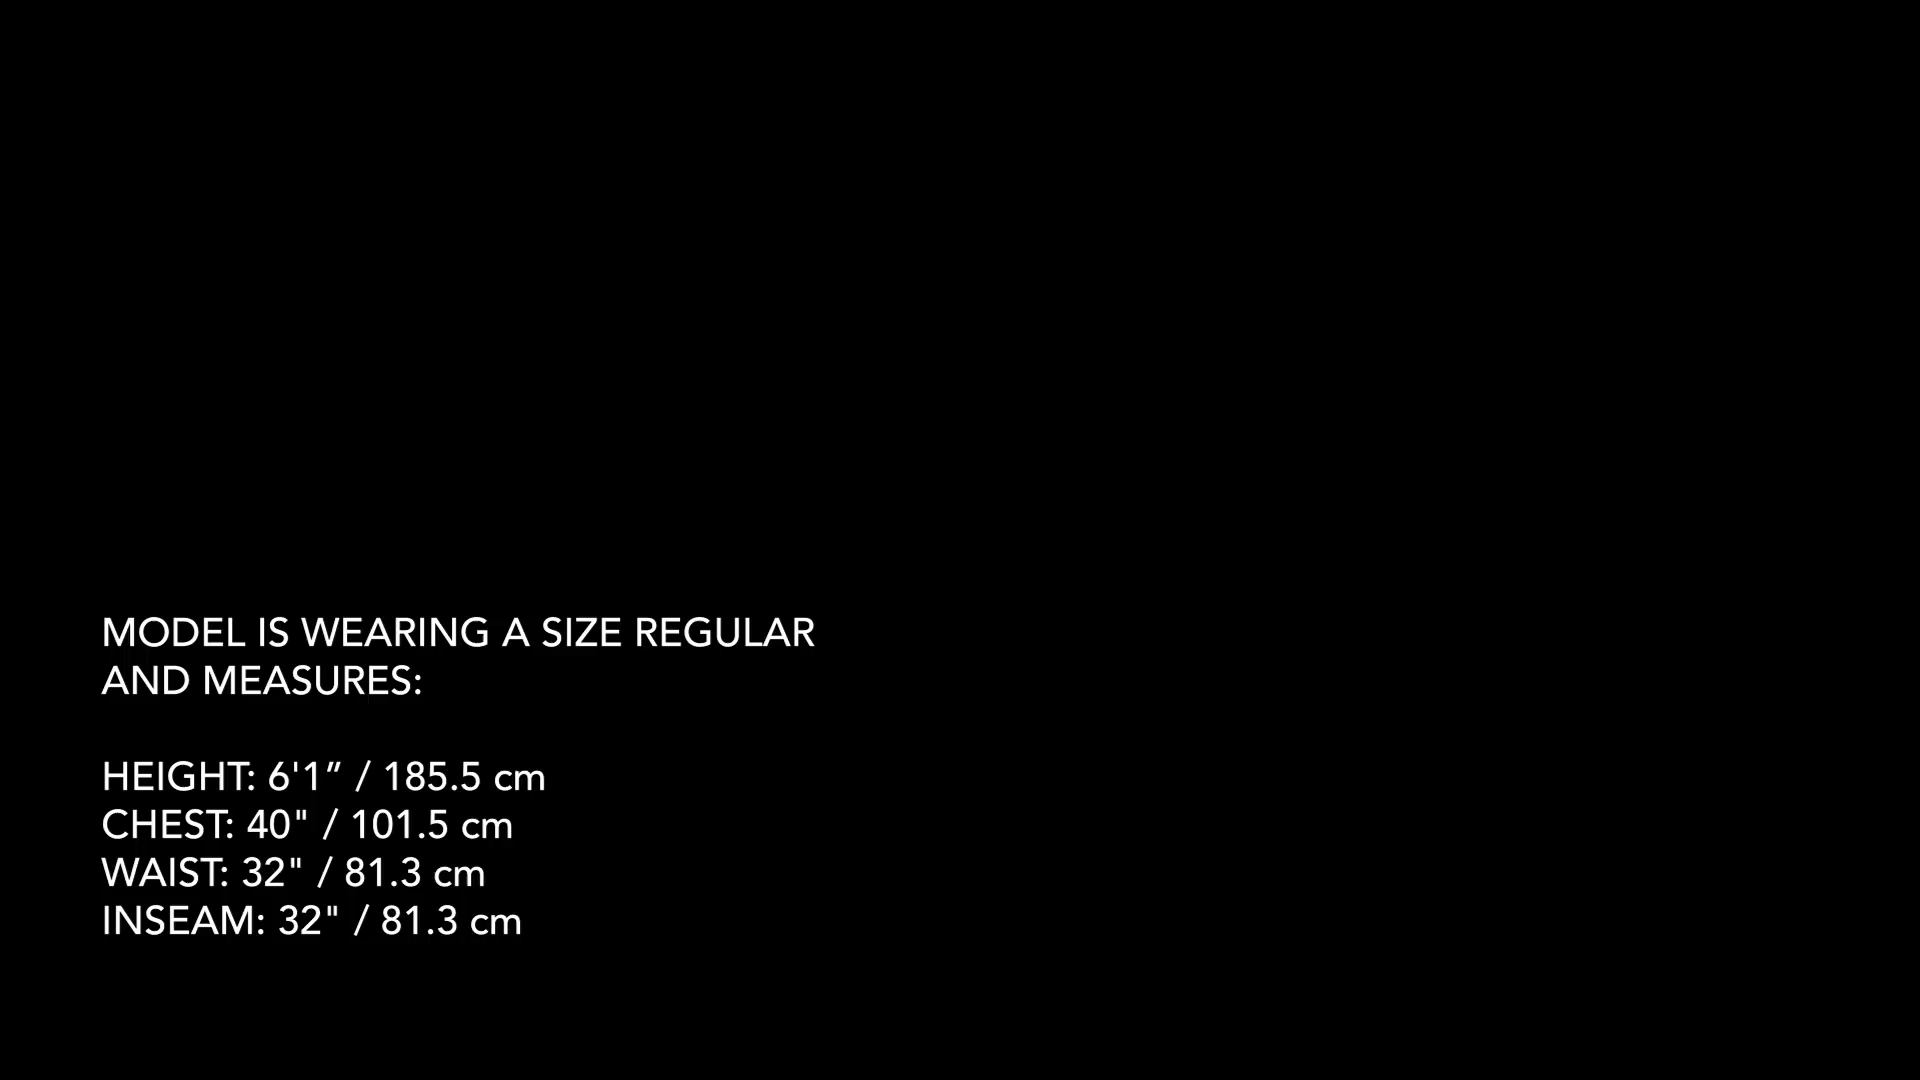 MODEL IS WEARING A SIZE REGULAR
AND MEASURES:
HEIGHT: 6'1” / 185.5 cm
CHEST: 40" / 101.5 cm
WAIST: 32" / 81.3 cm
INSEAM: 32" / 81.3 cm